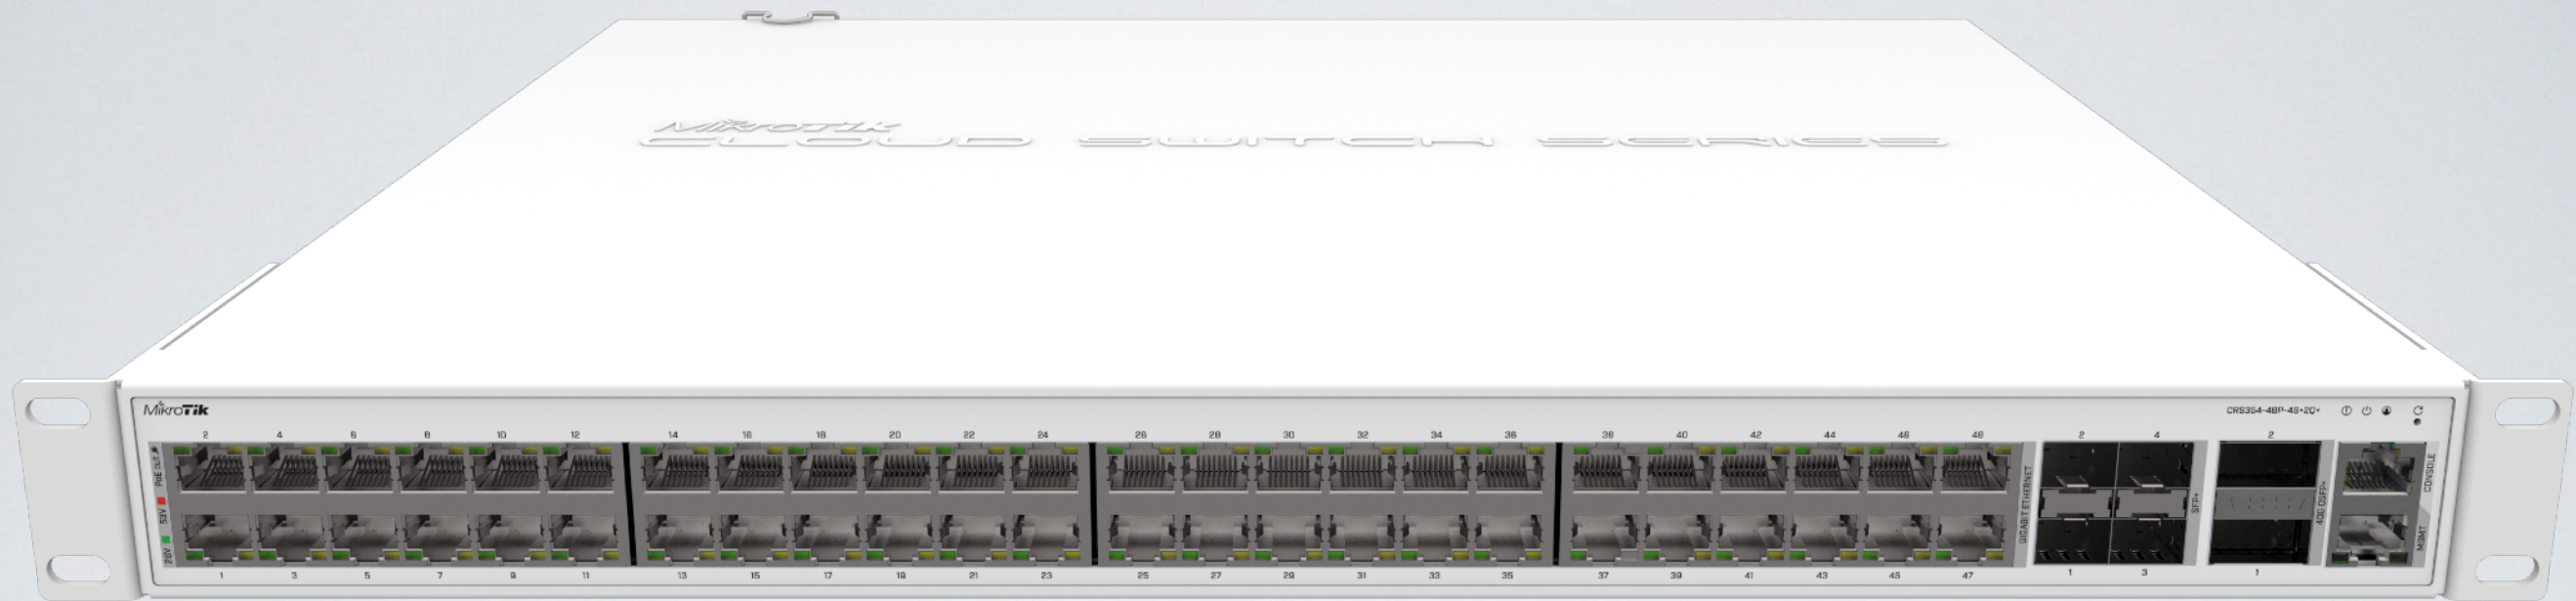 MikroTik
CLOUD SWITCH SERIES
MikroTik
CRS354-48P-4S+2Q+
2 4 6 8 10 12 14 16 18 20 22 24 26 28 30 32 34 36 38 40 42 44 46 48 2 4 2
PoE OUT
53V
26V
GIGABIT ETHERNET
SFP+
40G QSFP+
CONSOLE
MGMT
1 3 5 7 9 11 13 15 17 19 21 23 25 27 29 31 33 35 37 39 41 43 45 47 1 3 1